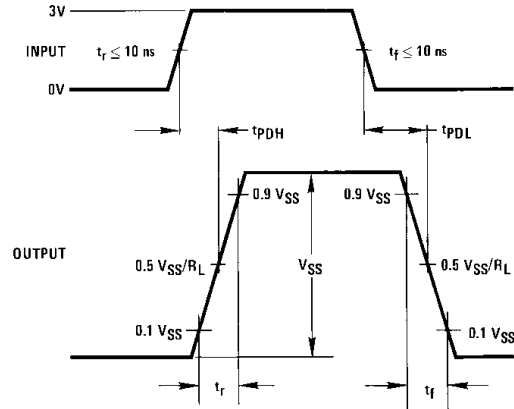 3V
INPUT
t_r ≤ 10 ns
t_f ≤ 10 ns
0V
t_PDH
t_PDL
0.9 V_SS
0.9 V_SS
OUTPUT
0.5 V_SS/R_L
V_SS
0.5 V_SS/R_L
0.1 V_SS
0.1 V_SS
t_r
t_f